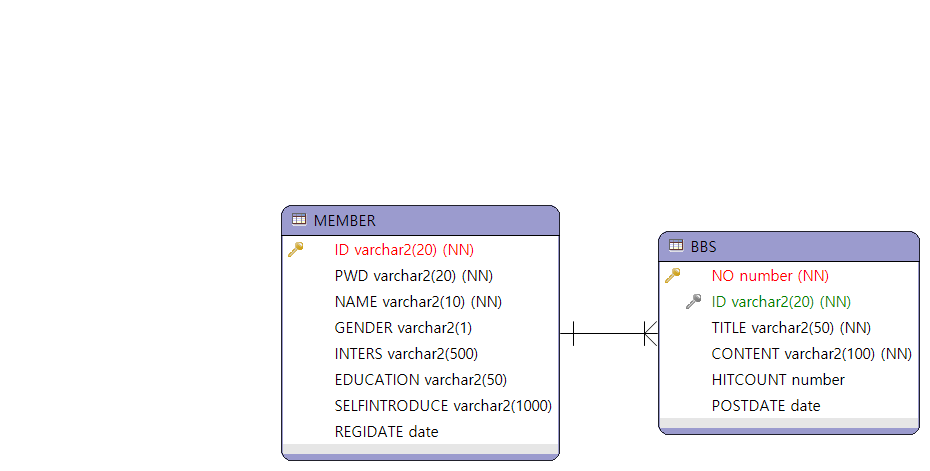 MEMBER
ID varchar2(20) (NN)
PWD varchar2(20) (NN)
NAME varchar2(10) (NN)
GENDER varchar2(1)
INTERS varchar2(500)
EDUCATION varchar2(50)
SELFINTRODUCE varchar2(1000)
REGIDATE date
BBS
NO number (NN)
ID varchar2(20) (NN)
TITLE varchar2(50) (NN)
CONTENT varchar2(100) (NN)
HITCOUNT number
POSTDATE date